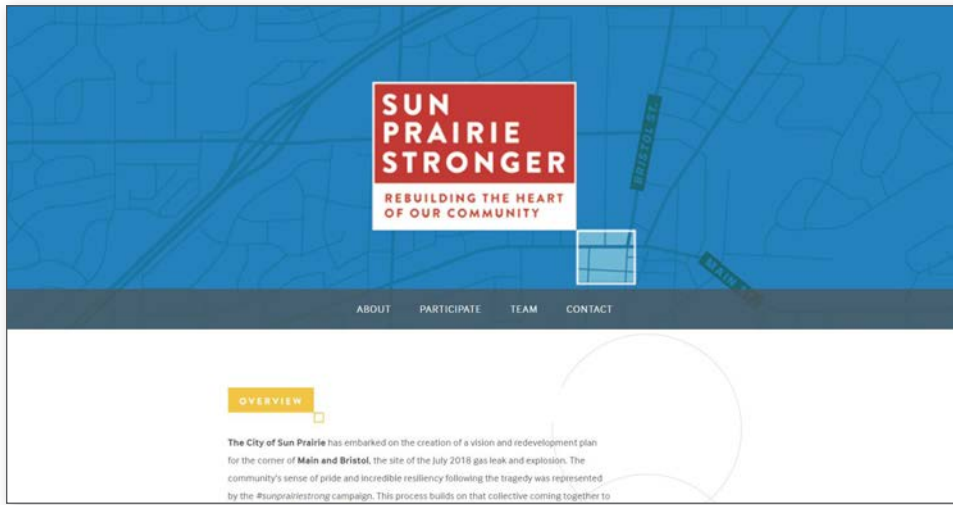 SUN
PRAIRIE
STRONGER
REBUILDING THE HEART
OF OUR COMMUNITY
BRISTOL ST.
MAIN
ABOUT PARTICIPATE TEAM CONTACT
OVERVIEW
The City of Sun Prairie has embarked on the creation of a vision and redevelopment plan
for the corner of Main and Bristol, the site of the July 2018 gas leak and explosion. The
community's sense of pride and incredible resiliency following the tragedy was represented
by the #sunprairiestrong campaign. This process builds on that collective coming together to